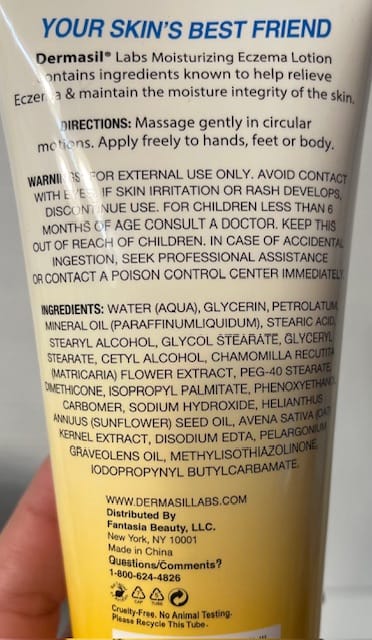 YOUR SKIN'S BEST FRIEND
Dermasil® Labs Moisturizing Eczema Lotion
contains ingredients known to help relieve
Eczema & maintain the moisture integrity of the skin.
DIRECTIONS: Massage gently in circular
motions. Apply freely to hands, feet or body.
WARNINGS: FOR EXTERNAL USE ONLY. AVOID CONTACT
WITH EYES. IF SKIN IRRITATION OR RASH DEVELOPS,
DISCONTINUE USE. FOR CHILDREN LESS THAN 6
MONTHS OF AGE CONSULT A DOCTOR. KEEP THIS
OUT OF REACH OF CHILDREN. IN CASE OF ACCIDENTAL
INGESTION, SEEK PROFESSIONAL ASSISTANCE
OR CONTACT A POISON CONTROL CENTER IMMEDIATELY.
INGREDIENTS: WATER (AQUA), GLYCERIN, PETROLATUM,
MINERAL OIL (PARAFFINUMLIQUIDUM), STEARIC ACID,
STEARYL ALCOHOL, GLYCOL STEARATE, GLYCERYL
STEARATE, CETYL ALCOHOL, CHAMOMILLA RECUTITA
(MATRICARIA) FLOWER EXTRACT, PEG-40 STEARATE,
DIMETHICONE, ISOPROPYL PALMITATE, PHENOXYETHANOL,
CARBOMER, SODIUM HYDROXIDE, HELIANTHUS
ANNUUS (SUNFLOWER) SEED OIL, AVENA SATIVA (OAT)
KERNEL EXTRACT, DISODIUM EDTA, PELARGONIUM
GRAVEOLENS OIL, METHYLISOTHIAZOLINONE,
IODOPROPYNYL BUTYLCARBAMATE.
WWW.DERMASILLABS.COM
Distributed By
Fantasia Beauty, LLC.
New York, NY 10001
Made in China
Questions/Comments?
1-800-624-4826
CAP TUBE
Cruelty-Free. No Animal Testing.
Please Recycle This Tube.